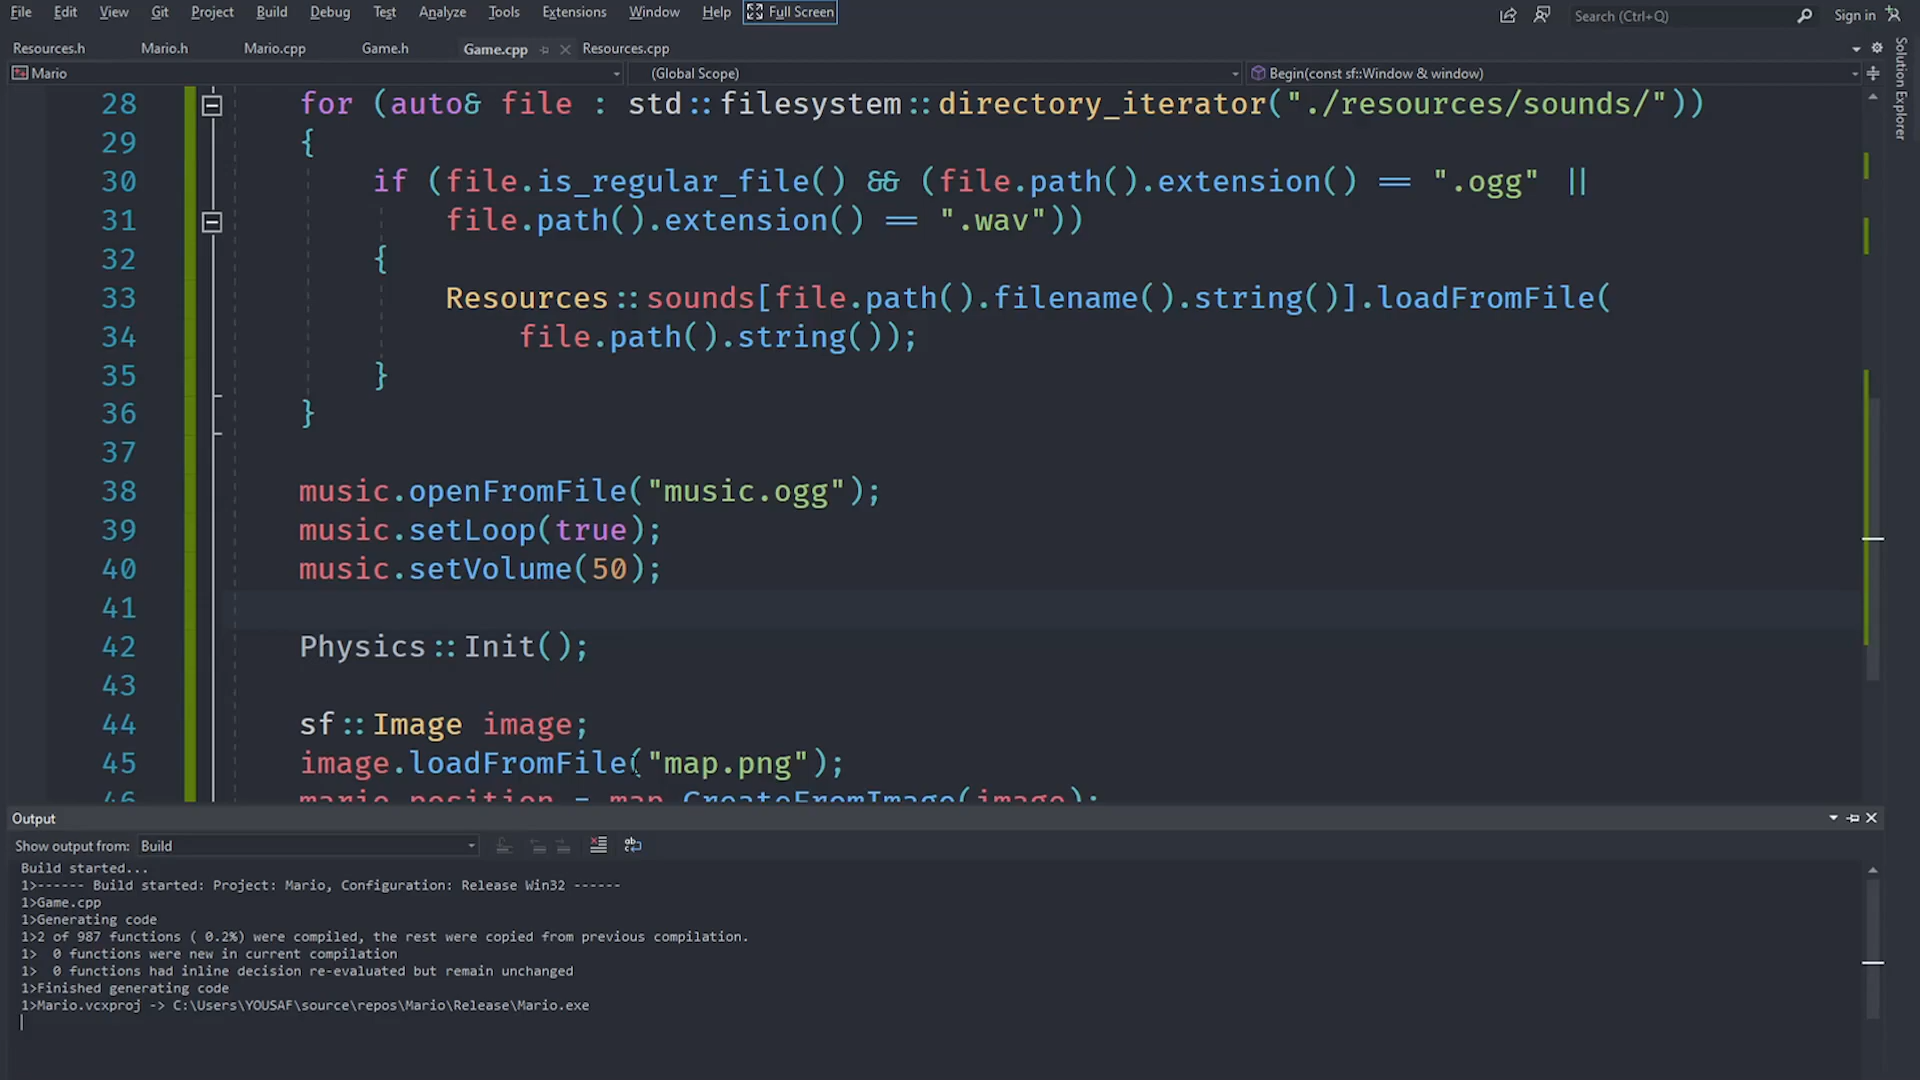 File Edit View Git Project Build Debug Test Analyze Tools Extensions Window Help Full Screen Search (Ctrl+Q) Sign in
Resources.h Mario.h Mario.cpp Game.h Game.cpp Resources.cpp
Mario (Global Scope) Begin(const sf::Window & window)
Solution Explorer
28 for (auto& file : std::filesystem::directory_iterator("./resources/sounds/"))
29 {
30 if (file.is_regular_file() && (file.path().extension() == ".ogg" ||
31 file.path().extension() == ".wav"))
32 {
33 Resources::sounds[file.path().filename().string()].loadFromFile(
34 file.path().string());
35 }
36 }
37
38 music.openFromFile("music.ogg");
39 music.setLoop(true);
40 music.setVolume(50);
41
42 Physics::Init();
43
44 sf::Image image;
45 image.loadFromFile("map.png");
46 mario.position = map.CreateFromImage(image);
Output
Show output from: Build
Build started...
1>------ Build started: Project: Mario, Configuration: Release Win32 ------
1>Game.cpp
1>Generating code
1>2 of 987 functions ( 0.2%) were compiled, the rest were copied from previous compilation.
1>  0 functions were new in current compilation
1>  0 functions had inline decision re-evaluated but remain unchanged
1>Finished generating code
1>Mario.vcxproj -> C:\Users\YOUSAF\source\repos\Mario\Release\Mario.exe